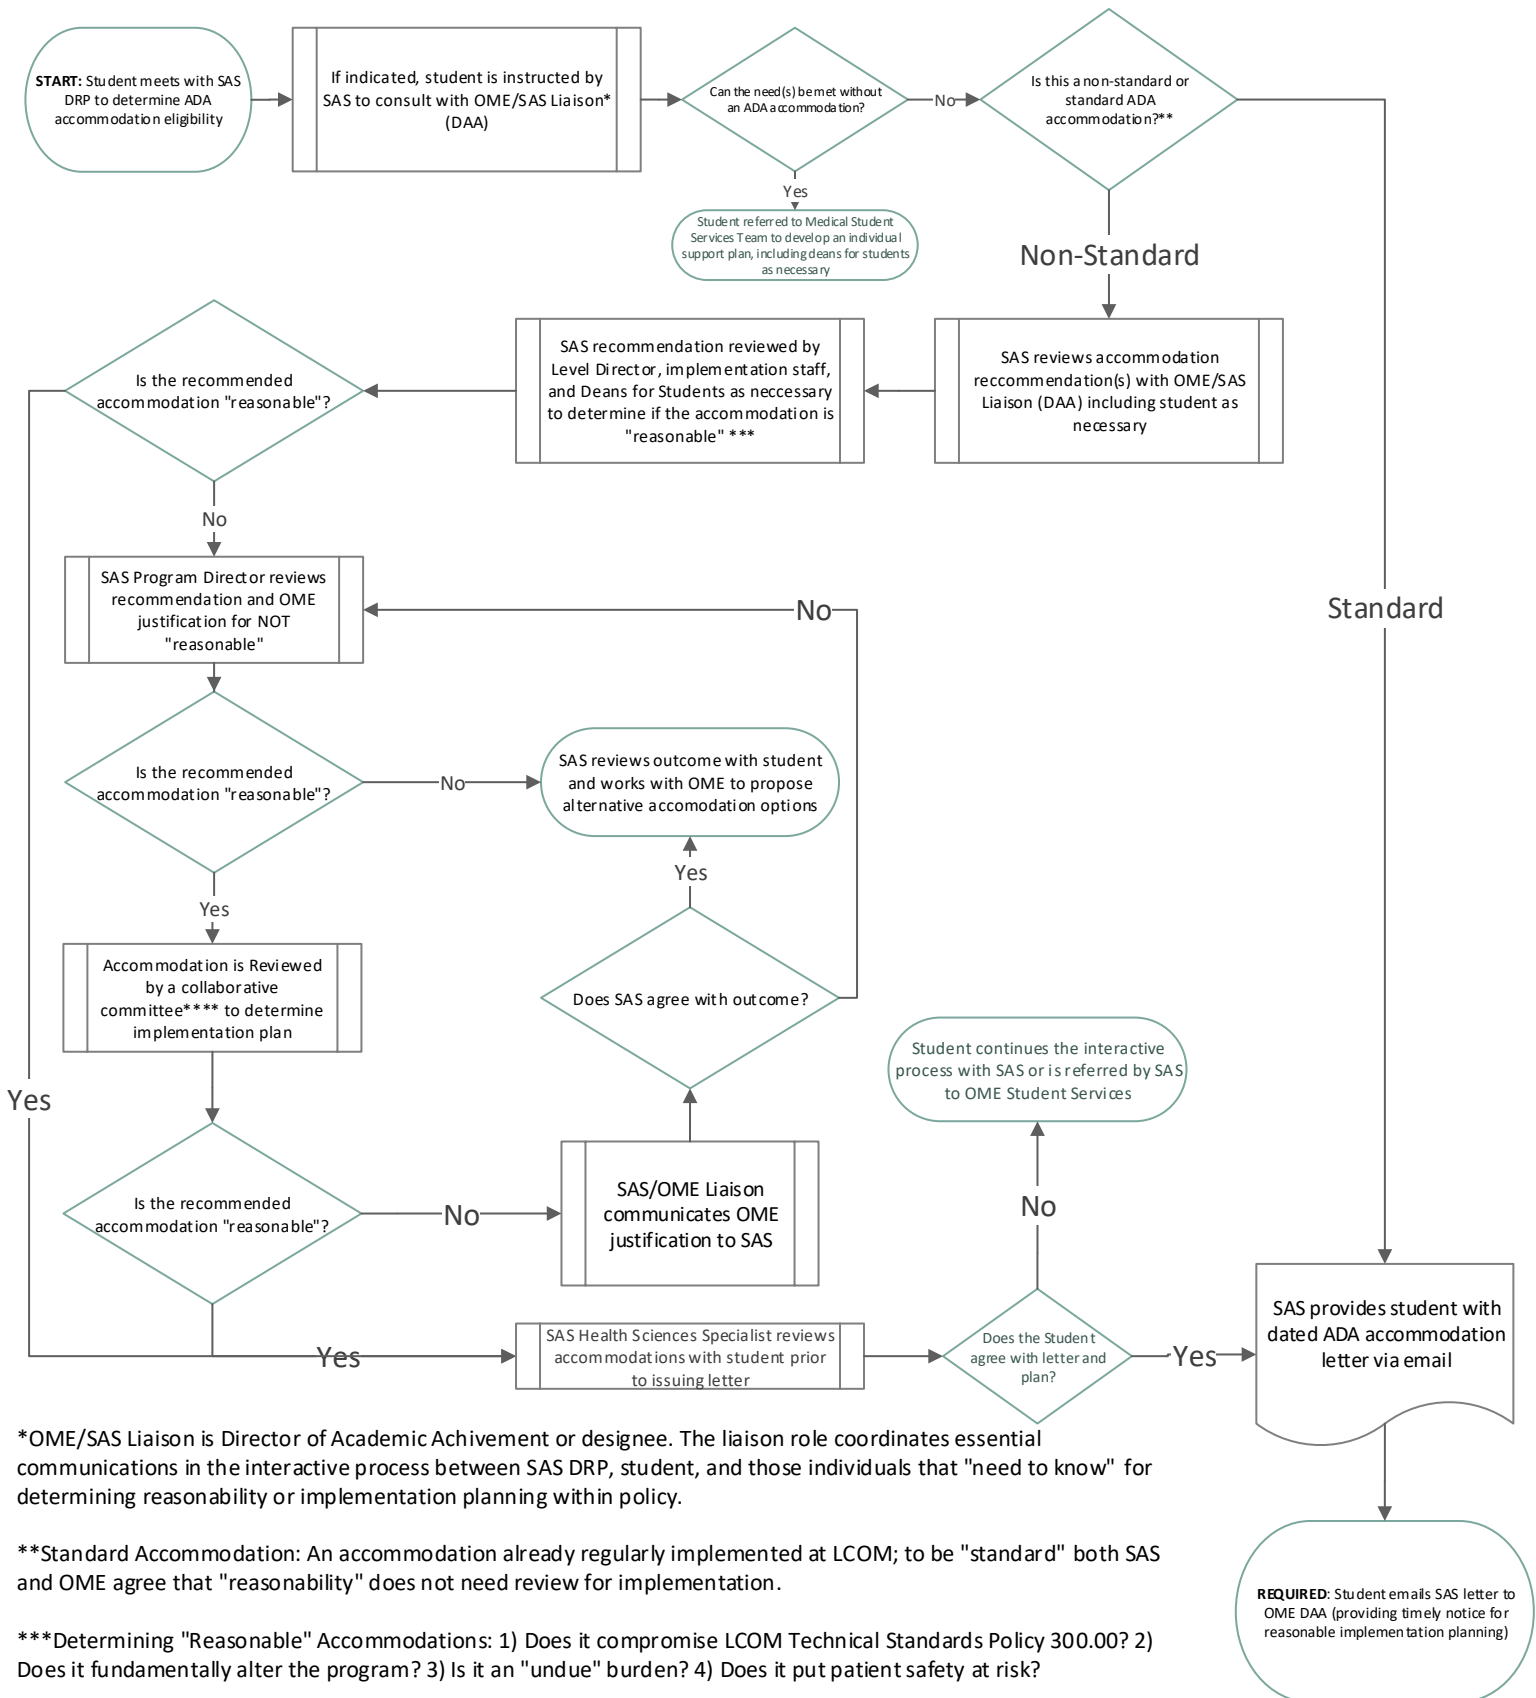 START: Student meets with SAS
DRP to determine ADA
accommodation eligibility
If indicated, student is instructed by
SAS to consult with OME/SAS Liaison*
(DAA)
Can the need(s) be met without
an ADA accommodation?
No
Is this a non-standard or
standard ADA
accommodation?**
Yes
Student referred to Medical Student
Services Team to develop an individual
support plan, including deans for students
as necessary
Non-Standard
Standard
SAS reviews accommodation
reccommendation(s) with OME/SAS
Liaison (DAA) including student as
necessary
SAS recommendation reviewed by
Level Director, implementation staff,
and Deans for Students as neccessary
to determine if the accommodation is
"reasonable" ***
Is the recommended
accommodation "reasonable"?
No
SAS Program Director reviews
recommendation and OME
justification for NOT
"reasonable"
No
Is the recommended
accommodation "reasonable"?
No
SAS reviews outcome with student
and works with OME to propose
alternative accomodation options
Yes
Yes
Accommodation is Reviewed
by a collaborative
committee**** to determine
implementation plan
Does SAS agree with outcome?
Yes
Student continues the interactive
process with SAS or is referred by SAS
to OME Student Services
Is the recommended
accommodation "reasonable"?
No
SAS/OME Liaison
communicates OME
justification to SAS
No
Yes
SAS Health Sciences Specialist reviews
accommodations with student prior
to issuing letter
Does the Student
agree with letter and
plan?
Yes
SAS provides student with
dated ADA accommodation
letter via email
*OME/SAS Liaison is Director of Academic Achivement or designee. The liaison role coordinates essential
communications in the interactive process between SAS DRP, student, and those individuals that "need to know" for
determining reasonability or implementation planning within policy.
**Standard Accommodation: An accommodation already regularly implemented at LCOM; to be "standard" both SAS
and OME agree that "reasonability" does not need review for implementation.
***Determining "Reasonable" Accommodations: 1) Does it compromise LCOM Technical Standards Policy 300.00? 2)
Does it fundamentally alter the program? 3) Is it an "undue" burden? 4) Does it put patient safety at risk?
REQUIRED: Student emails SAS letter to
OME DAA (providing timely notice for
reasonable implementation planning)